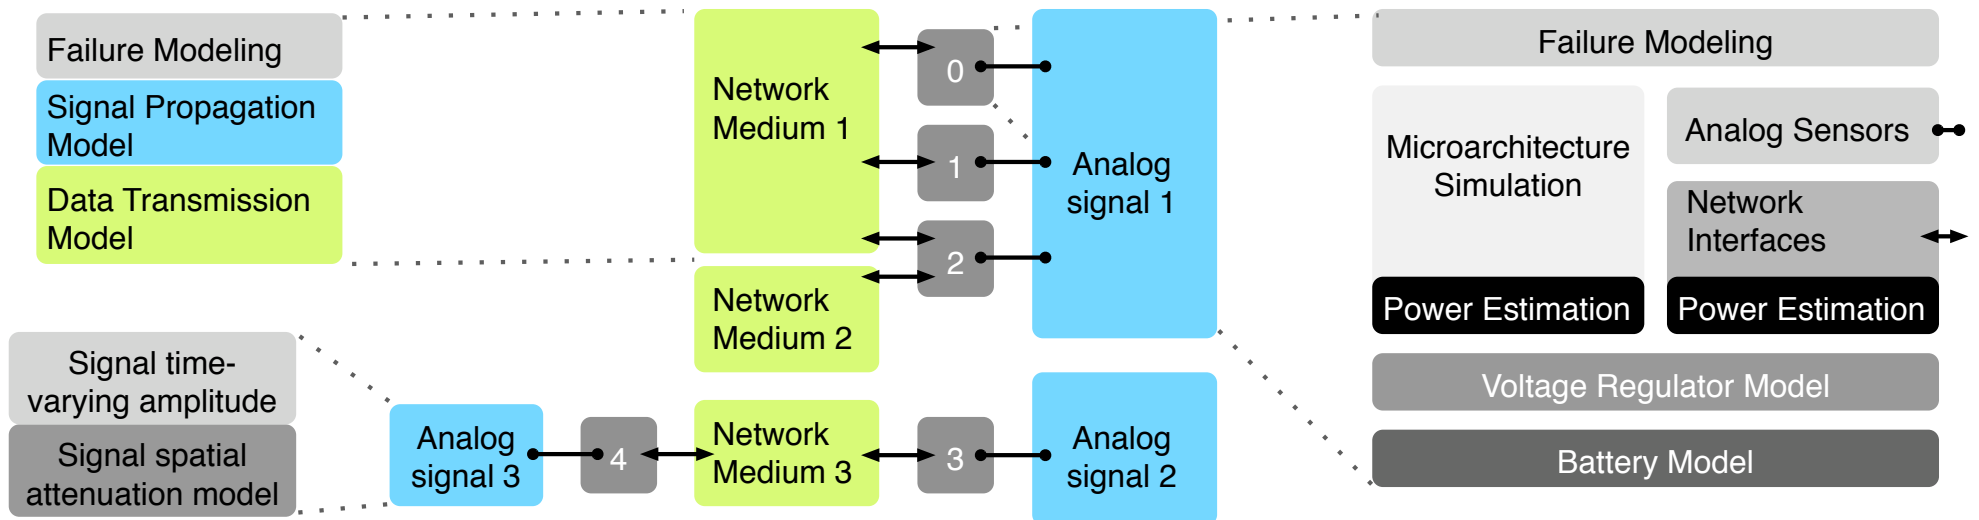 Failure Modeling
Signal Propagation
Model
Data Transmission
Model
Signal time-
varying amplitude
Signal spatial
attenuation model
Analog
signal 3
4
Network
Medium 1
Network
Medium 2
Network
Medium 3
0
1
2
3
Analog
signal 1
Analog
signal 2
Failure Modeling
Microarchitecture
Simulation
Power Estimation
Analog Sensors
Network
Interfaces
Power Estimation
Voltage Regulator Model
Battery Model